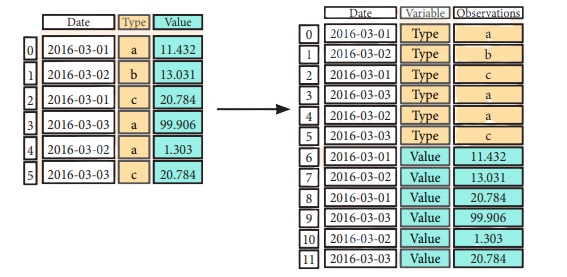 Date Type Value
0 2016-03-01 a 11.432
1 2016-03-02 b 13.031
2 2016-03-01 c 20.784
3 2016-03-03 a 99.906
4 2016-03-02 a 1.303
5 2016-03-03 c 20.784
Date Variable Observations
0 2016-03-01 Type a
1 2016-03-02 Type b
2 2016-03-01 Type c
3 2016-03-03 Type a
4 2016-03-02 Type a
5 2016-03-03 Type c
6 2016-03-01 Value 11.432
7 2016-03-02 Value 13.031
8 2016-03-01 Value 20.784
9 2016-03-03 Value 99.906
10 2016-03-02 Value 1.303
11 2016-03-03 Value 20.784